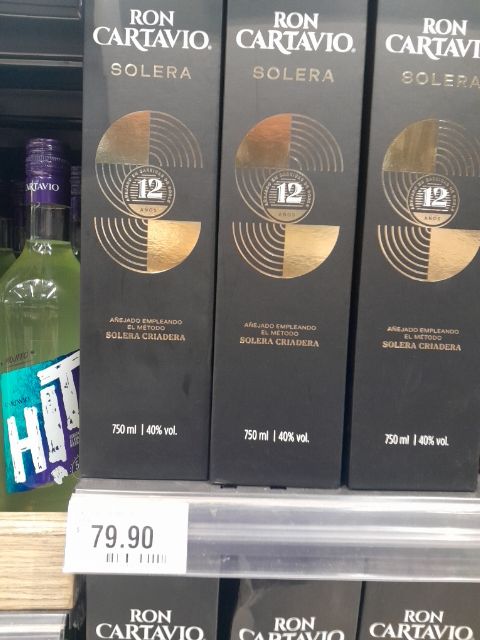 RON
CARTAVIO.
SOLERA
12
AÑOS
AÑEJADO EMPLEANDO
EL MÉTODO
SOLERA CRIADERA
750 ml | 40% vol.
RON
CARTAVIO.
SOLERA
12
AÑOS
AÑEJADO EMPLEANDO
EL MÉTODO
SOLERA CRIADERA
750 ml | 40% vol.
RON
CARTAVI
SOLERA
12
AÑOS
AÑEJADO EMPLEANDO
EL MÉTODO
SOLERA CRIADERA
750 ml | 40% vol.
CARTAVIO
HIT
79.90
RON
CARTAVIO
RON
CARTAVIO
RON
CARTAVIO